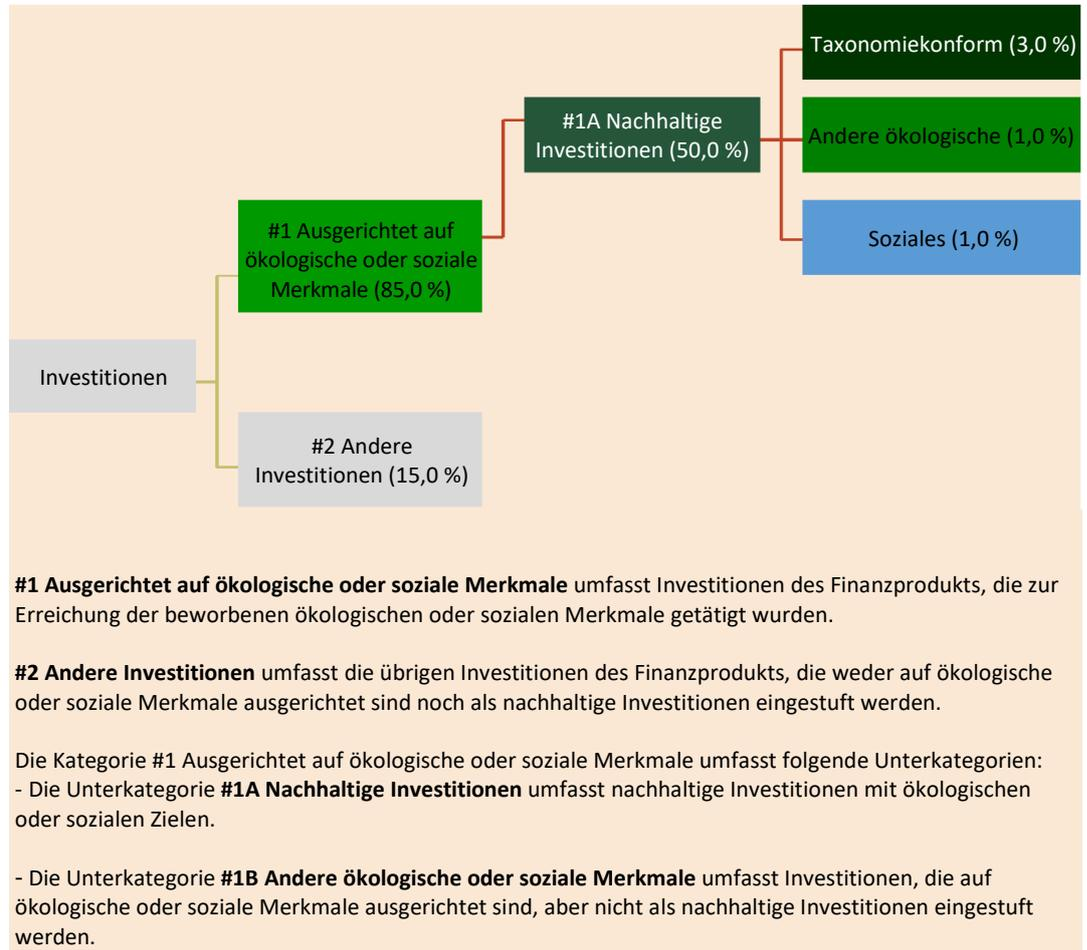 Taxonomiekonform (3,0 %)
#1A Nachhaltige
Investitionen (50,0 %)
Andere ökologische (1,0 %)
#1 Ausgerichtet auf
ökologische oder soziale
Merkmale (85,0 %)
Soziales (1,0 %)
Investitionen
#2 Andere
Investitionen (15,0 %)
#1 Ausgerichtet auf ökologische oder soziale Merkmale umfasst Investitionen des Finanzprodukts, die zur
Erreichung der beworbenen ökologischen oder sozialen Merkmale getätigt wurden.
#2 Andere Investitionen umfasst die übrigen Investitionen des Finanzprodukts, die weder auf ökologische
oder soziale Merkmale ausgerichtet sind noch als nachhaltige Investitionen eingestuft werden.
Die Kategorie #1 Ausgerichtet auf ökologische oder soziale Merkmale umfasst folgende Unterkategorien:
- Die Unterkategorie #1A Nachhaltige Investitionen umfasst nachhaltige Investitionen mit ökologischen
oder sozialen Zielen.
- Die Unterkategorie #1B Andere ökologische oder soziale Merkmale umfasst Investitionen, die auf
ökologische oder soziale Merkmale ausgerichtet sind, aber nicht als nachhaltige Investitionen eingestuft
werden.